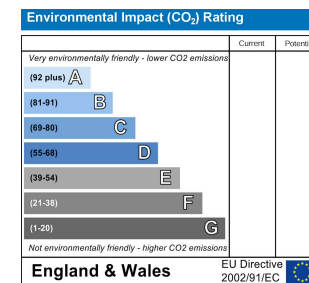 Environmental Impact (CO₂) Rating
Current Potenti
Very environmentally friendly - lower CO2 emissions
(92 plus) A
(81-91) B
(69-80) C
(55-68) D
(39-54) E
(21-38) F
(1-20) G
Not environmentally friendly - higher CO2 emissions
England & Wales
EU Directive
2002/91/EC